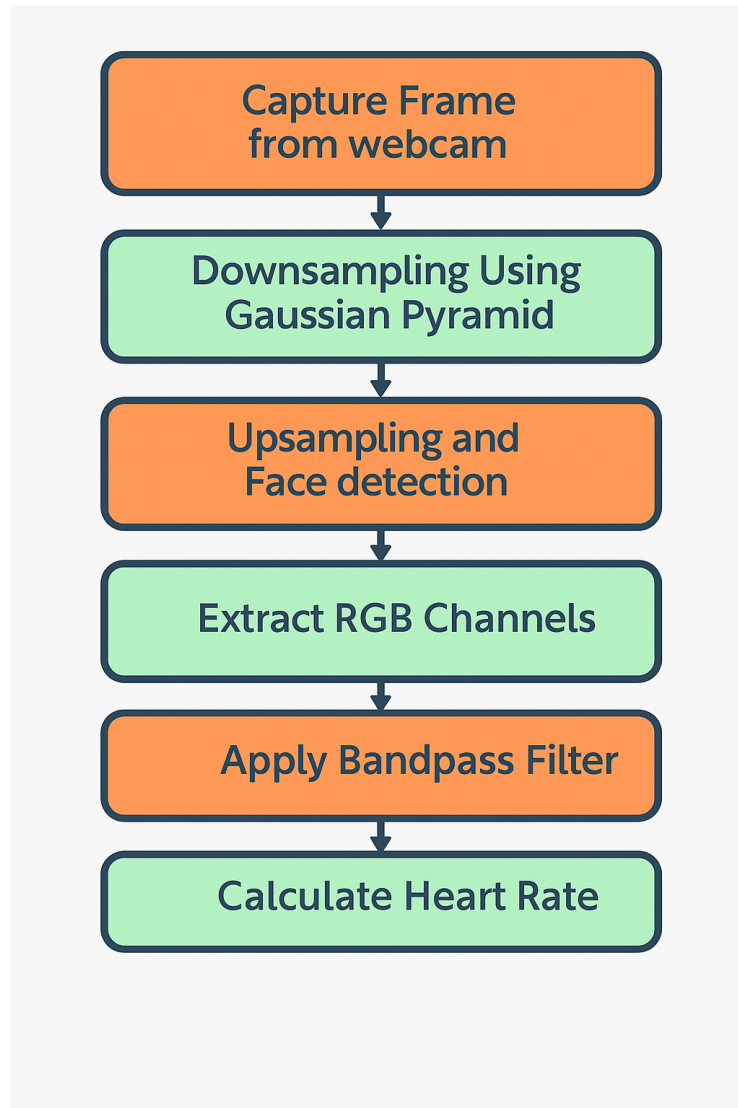 Capture Frame
from webcam
Downsampling Using
Gaussian Pyramid
Upsampling and
Face detection
Extract RGB Channels
Apply Bandpass Filter
Calculate Heart Rate